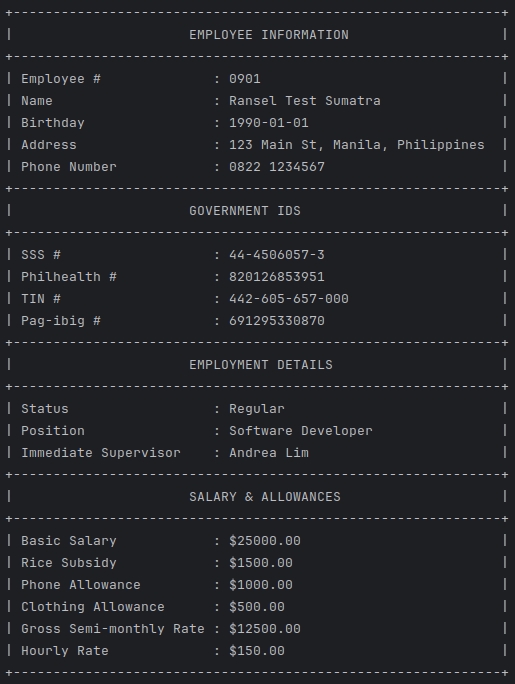 +-------------------------------------------------------------+
|                      EMPLOYEE INFORMATION                   |
+-------------------------------------------------------------+
| Employee #              : 0901                              |
| Name                    : Ransel Test Sumatra               |
| Birthday                : 1990-01-01                        |
| Address                 : 123 Main St, Manila, Philippines  |
| Phone Number            : 0822 1234567                      |
+-------------------------------------------------------------+
|                      GOVERNMENT IDS                         |
+-------------------------------------------------------------+
| SSS #                   : 44-4506057-3                      |
| Philhealth #            : 820126853951                      |
| TIN #                   : 442-605-657-000                   |
| Pag-ibig #              : 691295330870                      |
+-------------------------------------------------------------+
|                      EMPLOYMENT DETAILS                     |
+-------------------------------------------------------------+
| Status                  : Regular                           |
| Position                : Software Developer                |
| Immediate Supervisor    : Andrea Lim                        |
+-------------------------------------------------------------+
|                      SALARY & ALLOWANCES                    |
+-------------------------------------------------------------+
| Basic Salary            : $25000.00                         |
| Rice Subsidy            : $1500.00                          |
| Phone Allowance         : $1000.00                          |
| Clothing Allowance      : $500.00                           |
| Gross Semi-monthly Rate : $12500.00                         |
| Hourly Rate             : $150.00                           |
+-------------------------------------------------------------+